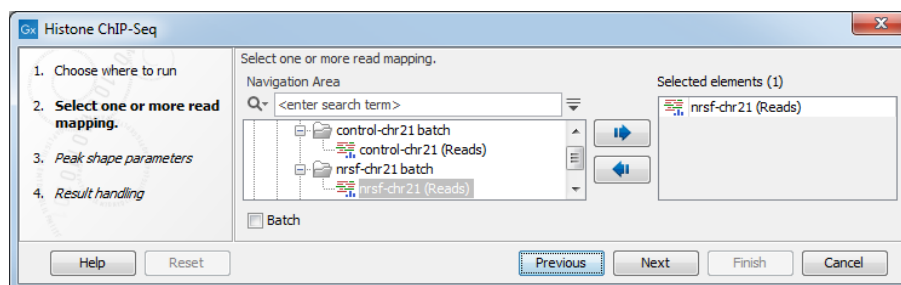 Gx Histone ChIP-Seq
X
1. Choose where to run
2. Select one or more read
mapping.
3. Peak shape parameters
4. Result handling
Select one or more read mapping.
Navigation Area
<enter search term>
control-chr21 batch
control-chr21 (Reads)
nrsf-chr21 batch
nrsf-chr21 (Reads)
Batch
Selected elements (1)
nrsf-chr21 (Reads)
Help
Reset
Previous
Next
Finish
Cancel